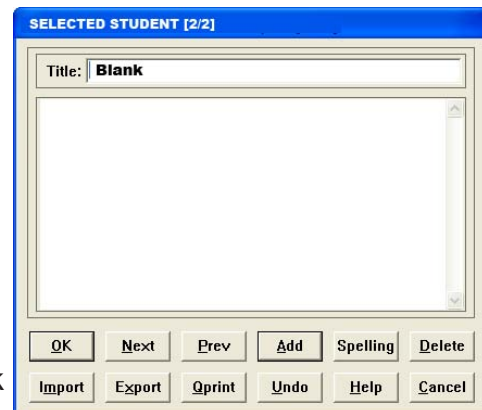 SELECTED STUDENT [2/2]
Title: Blank
OK Next Prev Add Spelling Delete
Import Export Qprint Undo Help Cancel